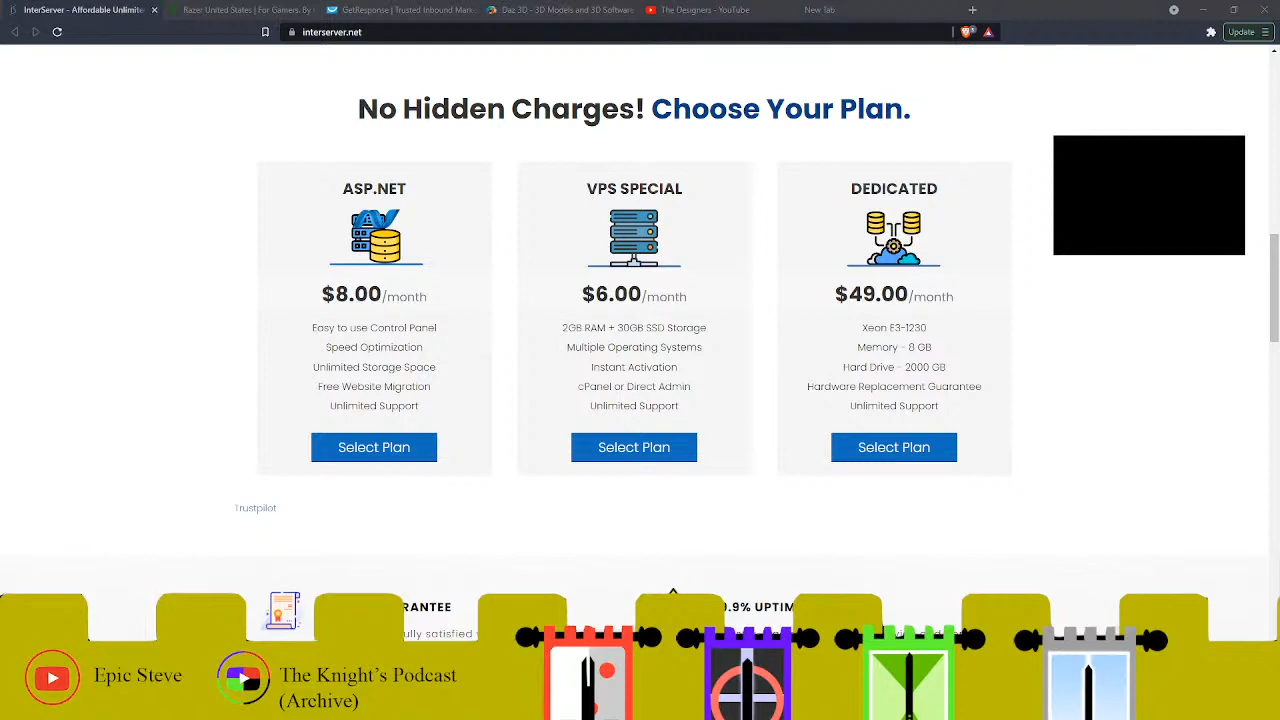 InterServer - Affordable Unlimite
Razer United States | For Gamers. By
GetResponse | Trusted Inbound Mark
Daz 3D - 3D Models and 3D Software
The Designers - YouTube
New Tab
interserver.net
Update
No Hidden Charges! Choose Your Plan.
ASP.NET
$8.00/month
Easy to use Control Panel
Speed Optimization
Unlimited Storage Space
Free Website Migration
Unlimited Support
Select Plan
VPS SPECIAL
$6.00/month
2GB RAM + 30GB SSD Storage
Multiple Operating Systems
Instant Activation
cPanel or Direct Admin
Unlimited Support
Select Plan
DEDICATED
$49.00/month
Xeon E3-1230
Memory - 8 GB
Hard Drive - 2000 GB
Hardware Replacement Guarantee
Unlimited Support
Select Plan
Trustpilot
RANTEE
9.9% UPTIM
ully satisfied
Epic Steve
The Knight's Podcast
(Archive)